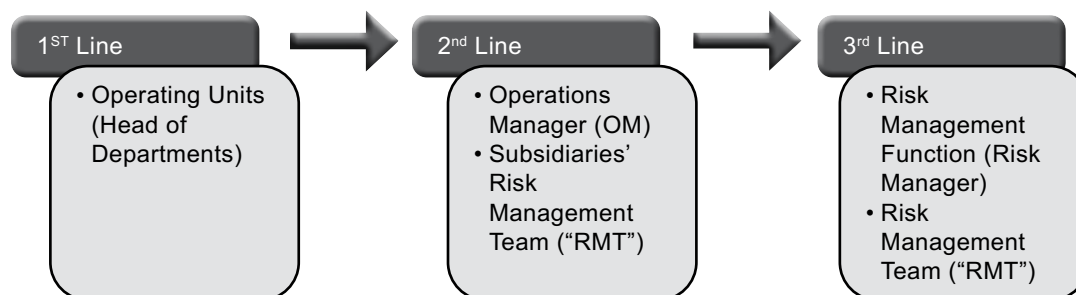 1ST Line
• Operating Units
(Head of
Departments)
2nd Line
• Operations
Manager (OM)
• Subsidiaries’
Risk
Management
Team (“RMT”)
3rd Line
• Risk
Management
Function (Risk
Manager)
• Risk
Management
Team (“RMT”)